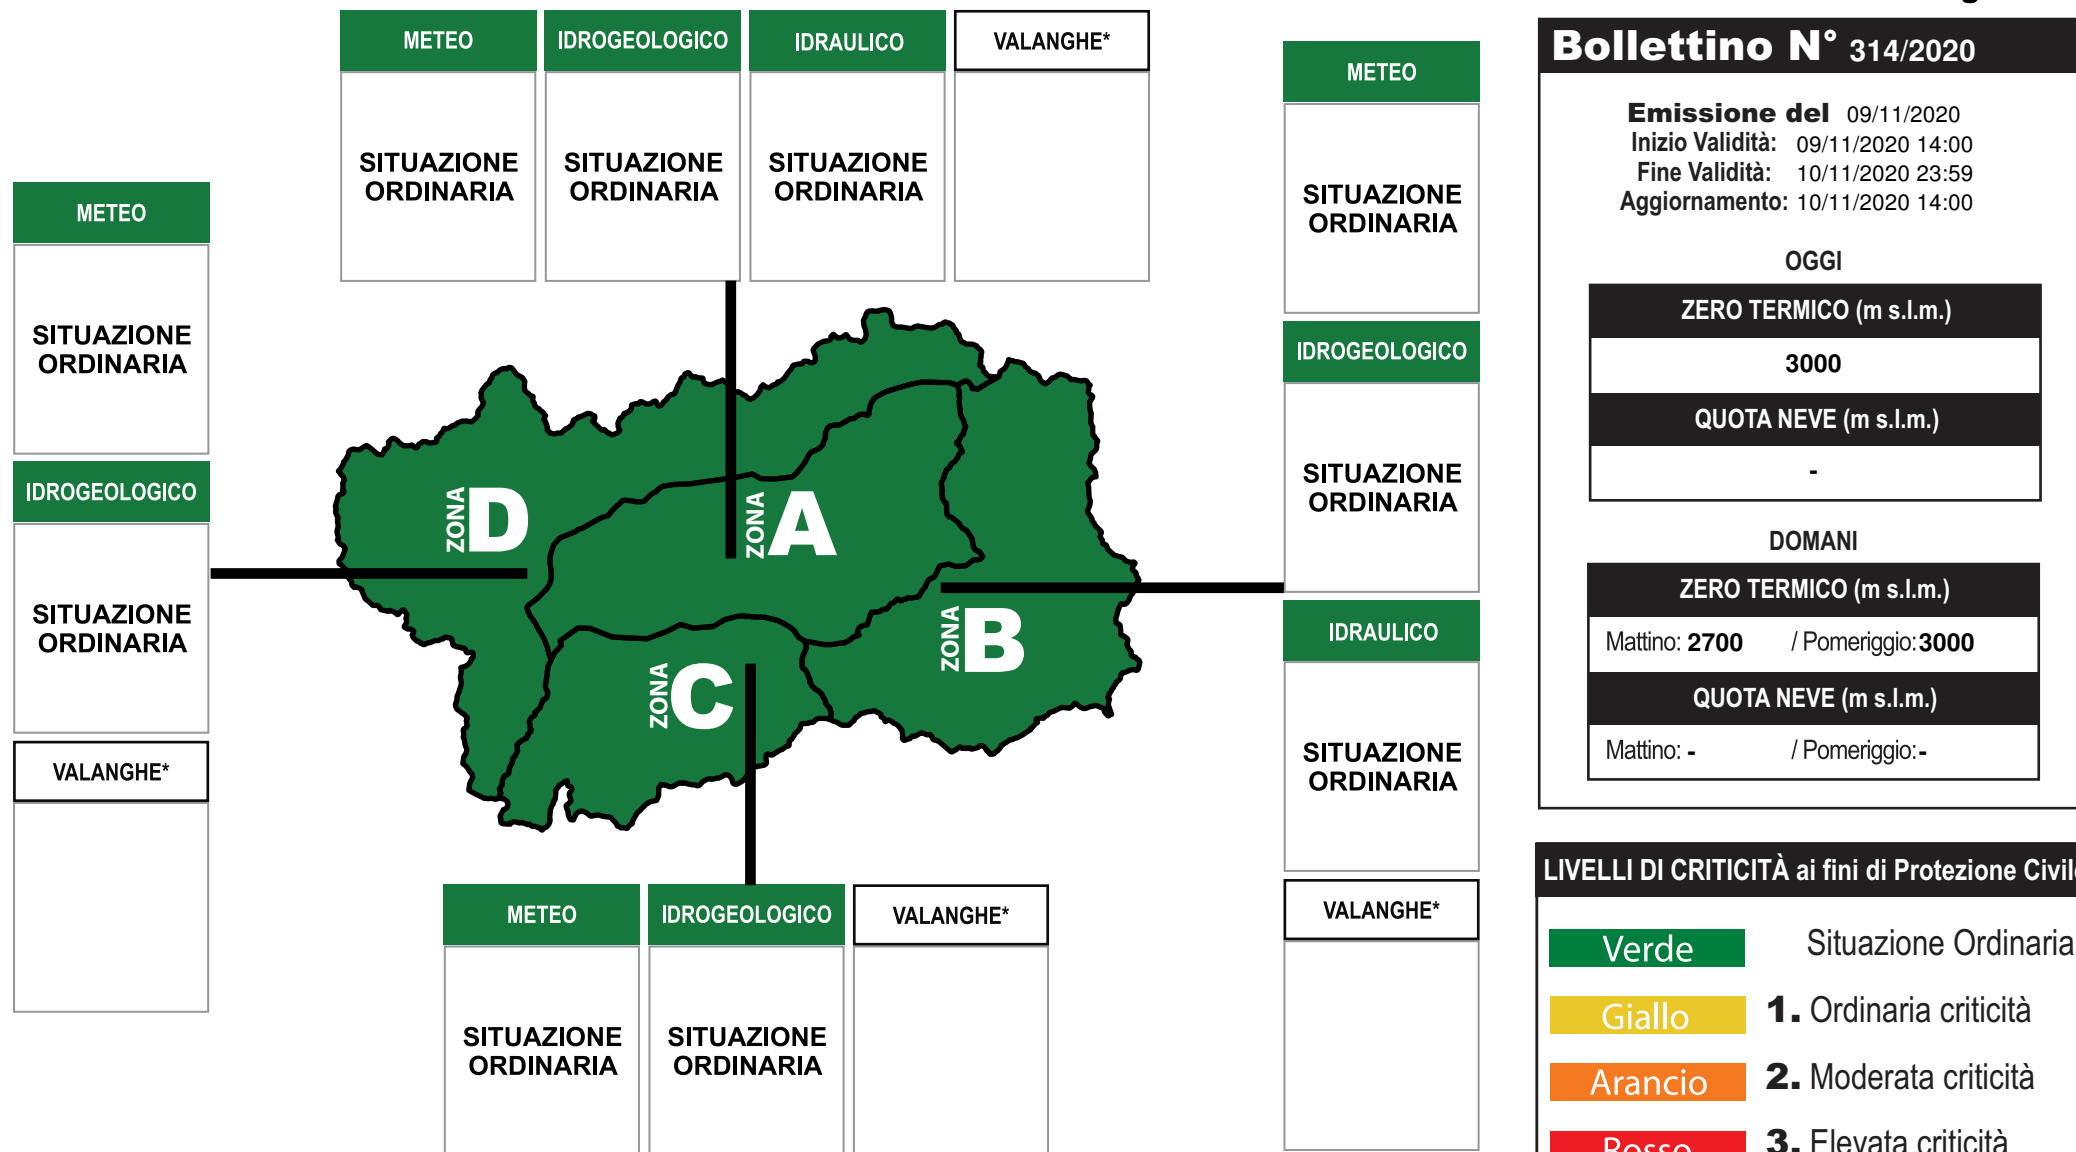 METEO
IDROGEOLOGICO
IDRAULICO
VALANGHE*
SITUAZIONE
ORDINARIA
SITUAZIONE
ORDINARIA
SITUAZIONE
ORDINARIA
METEO
SITUAZIONE
ORDINARIA
IDROGEOLOGICO
SITUAZIONE
ORDINARIA
VALANGHE*
ZONA D
ZONA A
ZONA B
ZONA C
METEO
SITUAZIONE
ORDINARIA
IDROGEOLOGICO
SITUAZIONE
ORDINARIA
IDRAULICO
SITUAZIONE
ORDINARIA
VALANGHE*
METEO
IDROGEOLOGICO
VALANGHE*
SITUAZIONE
ORDINARIA
SITUAZIONE
ORDINARIA
Bollettino N° 314/2020
Emissione del 09/11/2020
Inizio Validità: 09/11/2020 14:00
Fine Validità: 10/11/2020 23:59
Aggiornamento: 10/11/2020 14:00
OGGI
ZERO TERMICO (m s.l.m.)
3000
QUOTA NEVE (m s.l.m.)
-
DOMANI
ZERO TERMICO (m s.l.m.)
Mattino: 2700 / Pomeriggio: 3000
QUOTA NEVE (m s.l.m.)
Mattino: - / Pomeriggio: -
LIVELLI DI CRITICITÀ ai fini di Protezione Civile
Verde Situazione Ordinaria
Giallo 1. Ordinaria criticità
Arancio 2. Moderata criticità
Rosso 3. Elevata criticità